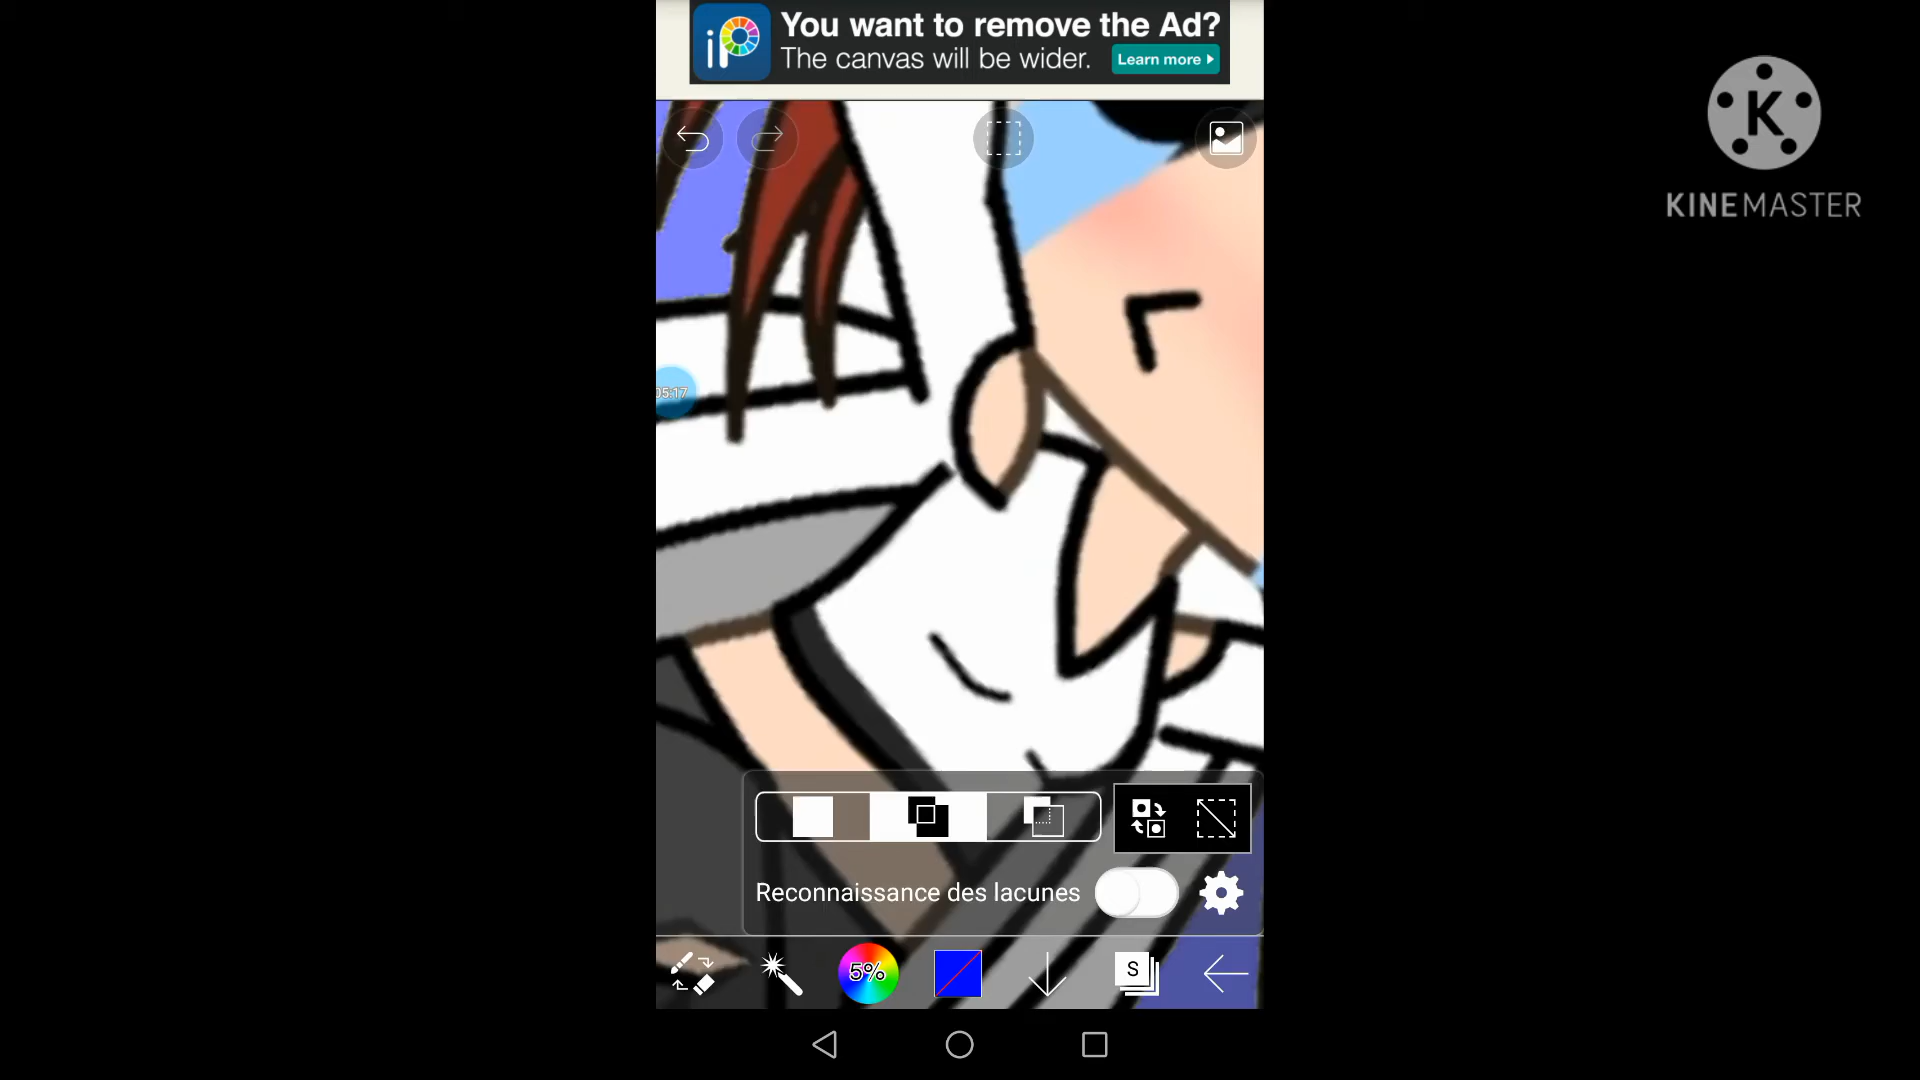 iP
You want to remove the Ad?
The canvas will be wider.
Learn more
K
KINEMASTER
05:17
Reconnaissance des lacunes
5%
S